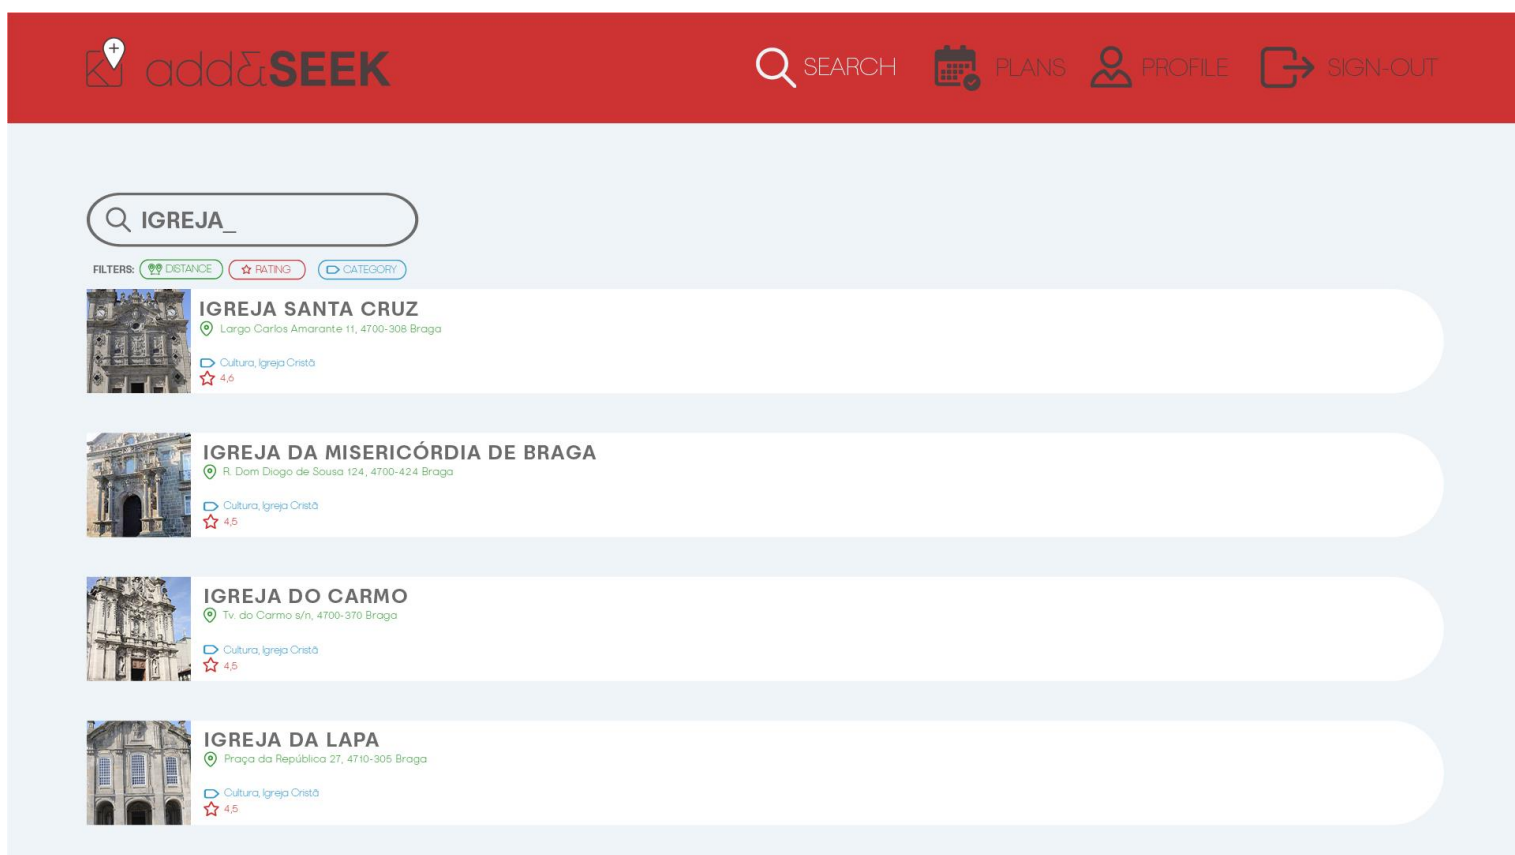 add&SEEK
SEARCH PLANS PROFILE SIGN-OUT
IGREJA_
FILTERS: DISTANCE RATING CATEGORY
IGREJA SANTA CRUZ
Largo Carlos Amarante 11, 4700-308 Braga
Cultura, Igreja Cristã
4,6
IGREJA DA MISERICÓRDIA DE BRAGA
R. Dom Diogo de Sousa 124, 4700-424 Braga
Cultura, Igreja Cristã
4,5
IGREJA DO CARMO
Tv. do Carmo s/n, 4700-370 Braga
Cultura, Igreja Cristã
4,5
IGREJA DA LAPA
Praça da República 27, 4710-305 Braga
Cultura, Igreja Cristã
4,5